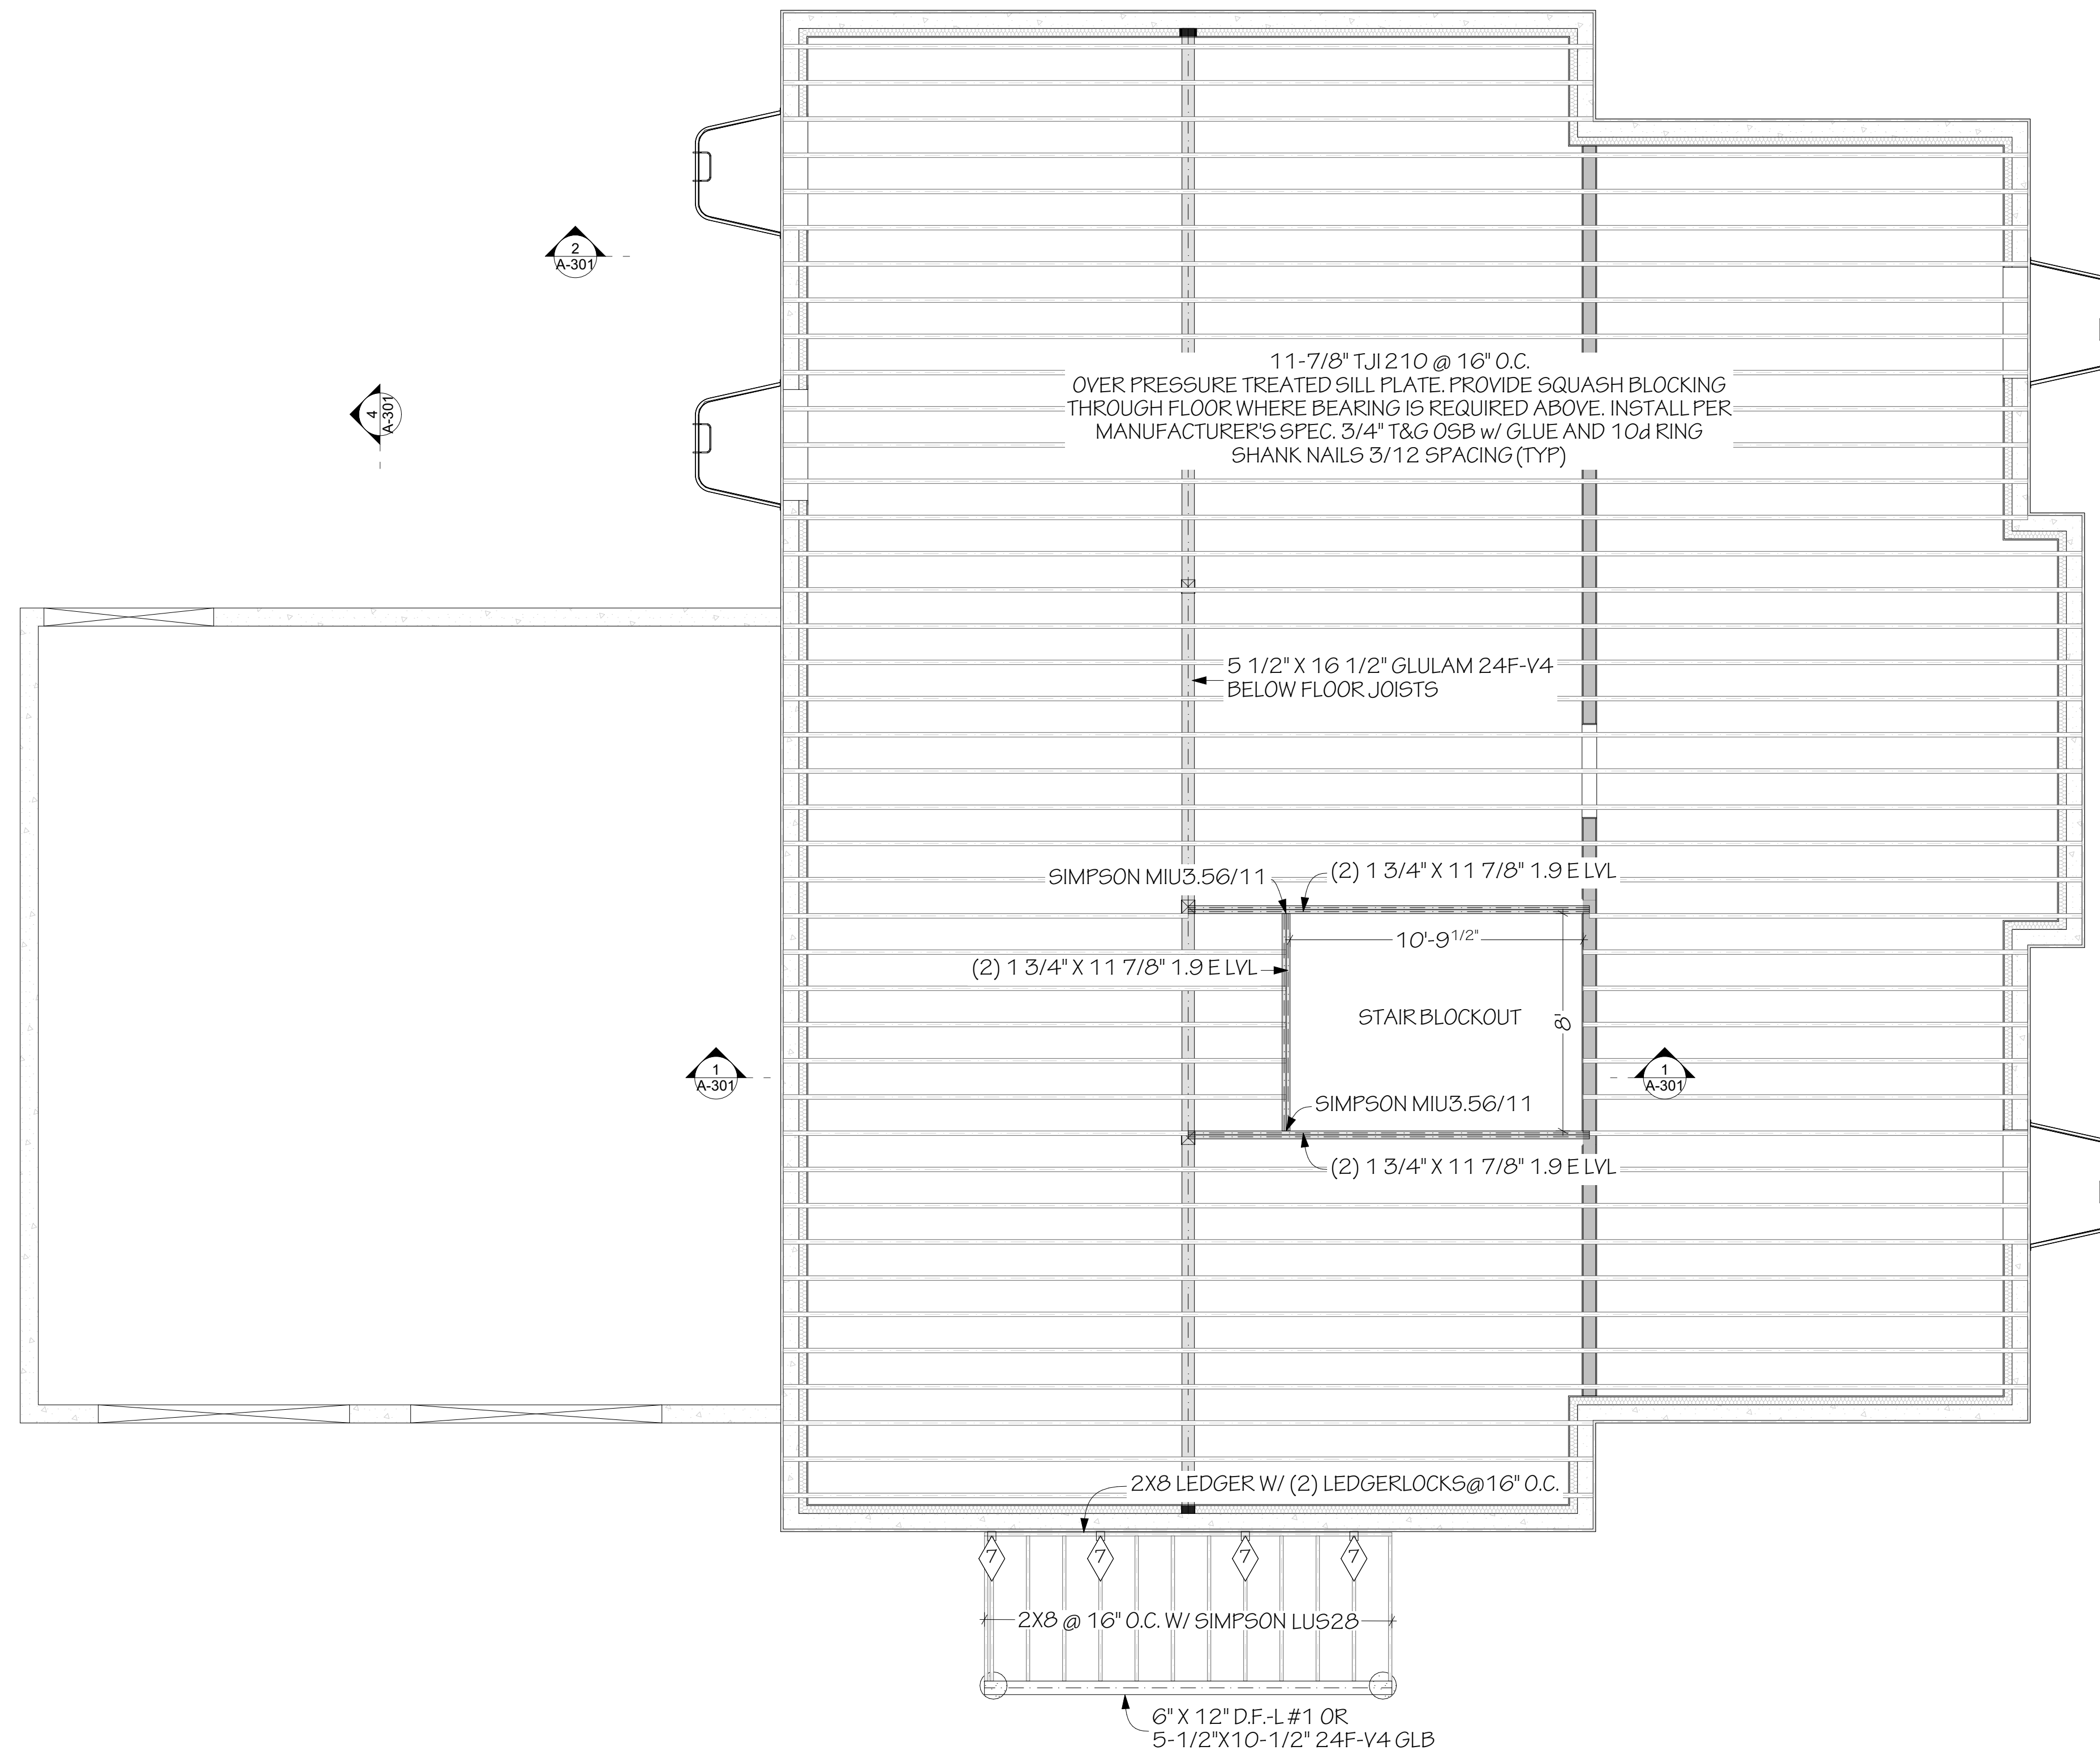 2
A-301
4
A-301
11-7/8" TJI 210 @ 16" O.C.
OVER PRESSURE TREATED SILL PLATE. PROVIDE SQUASH BLOCKING
THROUGH FLOOR WHERE BEARING IS REQUIRED ABOVE. INSTALL PER
MANUFACTURER'S SPEC. 3/4" T&G OSB w/ GLUE AND 10d RING
SHANK NAILS 3/12 SPACING (TYP)
5 1/2" X 16 1/2" GLULAM 24F-V4
BELOW FLOOR JOISTS
SIMPSON MIU3.56/11
(2) 1 3/4" X 11 7/8" 1.9 E LVL
10'-9 1/2"
(2) 1 3/4" X 11 7/8" 1.9 E LVL
STAIR BLOCKOUT
8'
1
A-301
1
A-301
SIMPSON MIU3.56/11
(2) 1 3/4" X 11 7/8" 1.9 E LVL
2X8 LEDGER W/ (2) LEDGERLOCKS@16" O.C.
7 7 7 7
2X8 @ 16" O.C. W/ SIMPSON LUS28
6" X 12" D.F.-L #1 OR
5-1/2"X10-1/2" 24F-V4 GLB